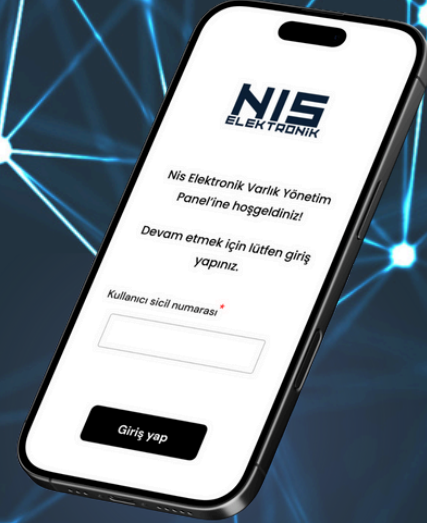 NIS
ELEKTRONİK
Nis Elektronik Varlık Yönetim
Panel'ine hoşgeldiniz!
Devam etmek için lütfen giriş
yapınız.
Kullanıcı sicil numarası *
Giriş yap